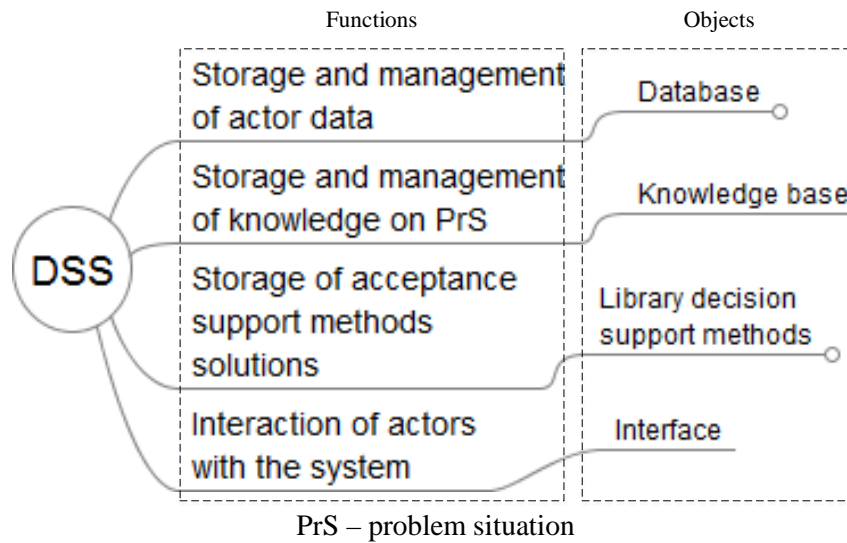 Functions
Objects
Storage and management
of actor data
Database
Storage and management
of knowledge on PrS
Knowledge base
DSS
Storage of acceptance
support methods
solutions
Library decision
support methods
Interaction of actors
with the system
Interface
PrS – problem situation